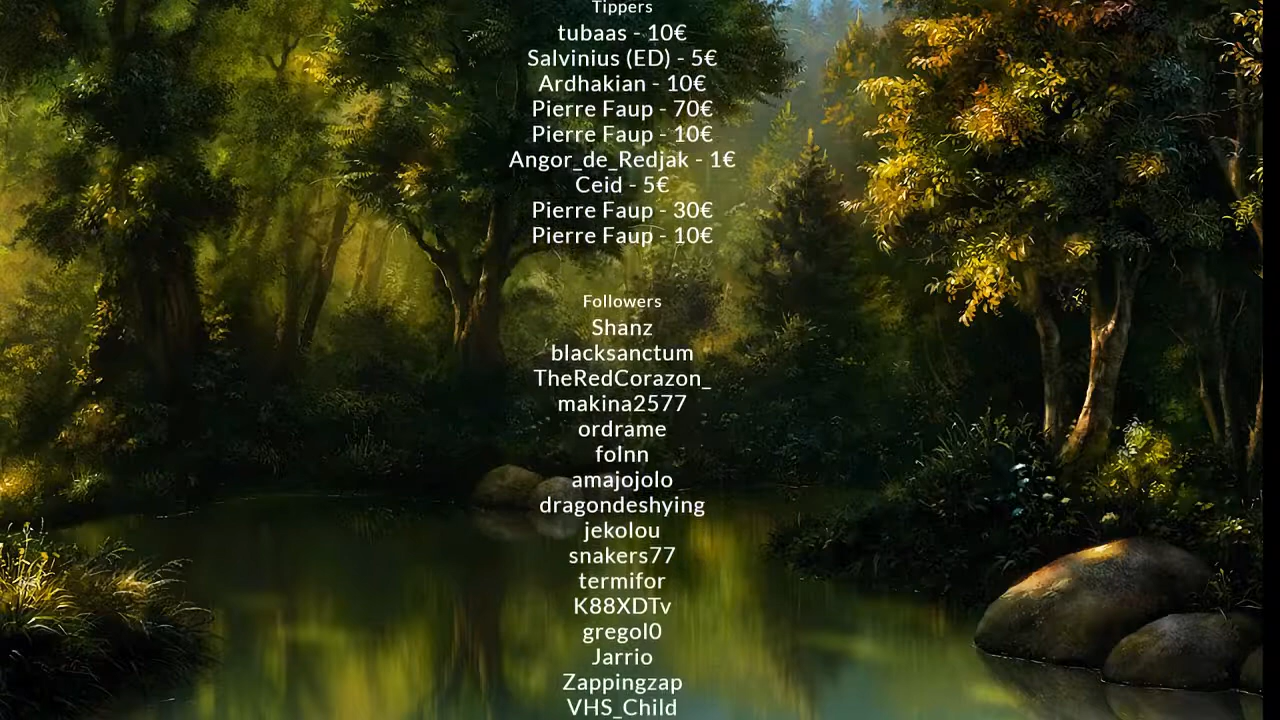 Tippers
tubaas - 10€
Salvinius (ED) - 5€
Ardhakian - 10€
Pierre Faup - 70€
Pierre Faup - 10€
Angor_de_Redjak - 1€
Ceid - 5€
Pierre Faup - 30€
Pierre Faup - 10€
Followers
Shanz
blacksanctum
TheRedCorazon_
makina2577
ordrame
folnn
amajojolo
dragondeshying
jekolou
snakers77
termifor
K88XDTv
gregol0
Jarrio
Zappingzap
VHS_Child